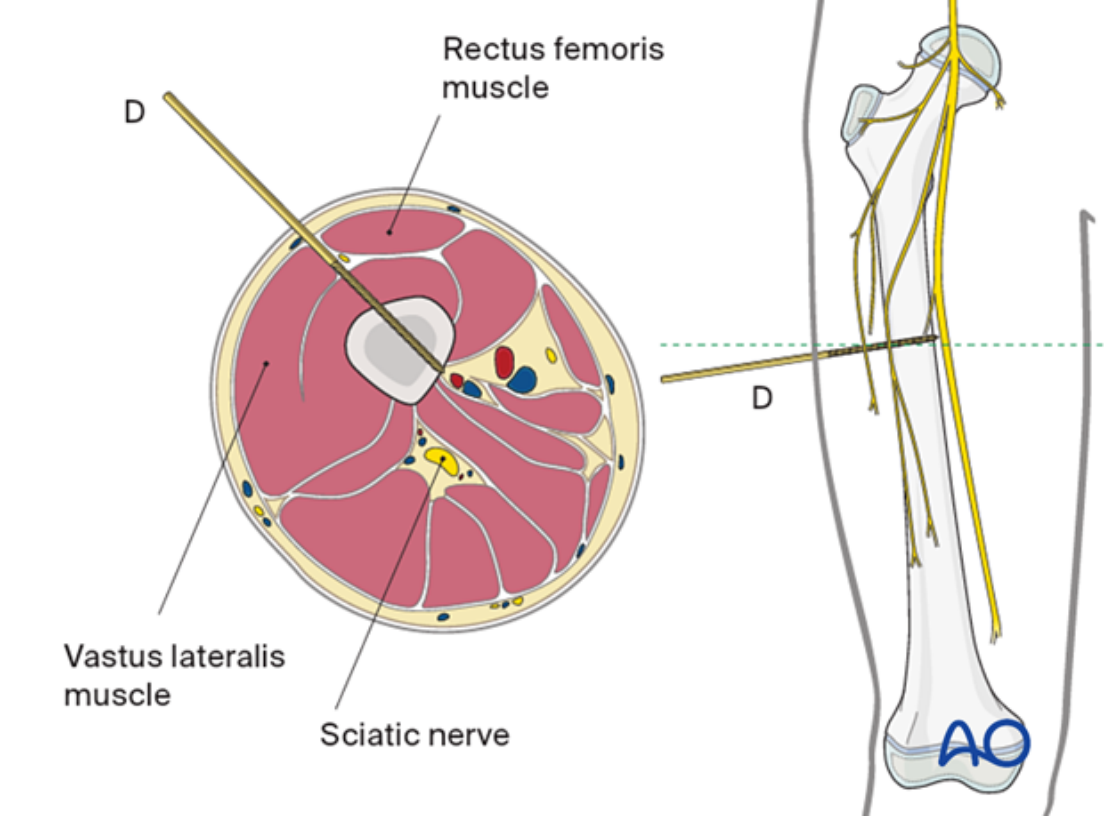 Rectus femoris
muscle
D
D
Vastus lateralis
muscle
Sciatic nerve
AO